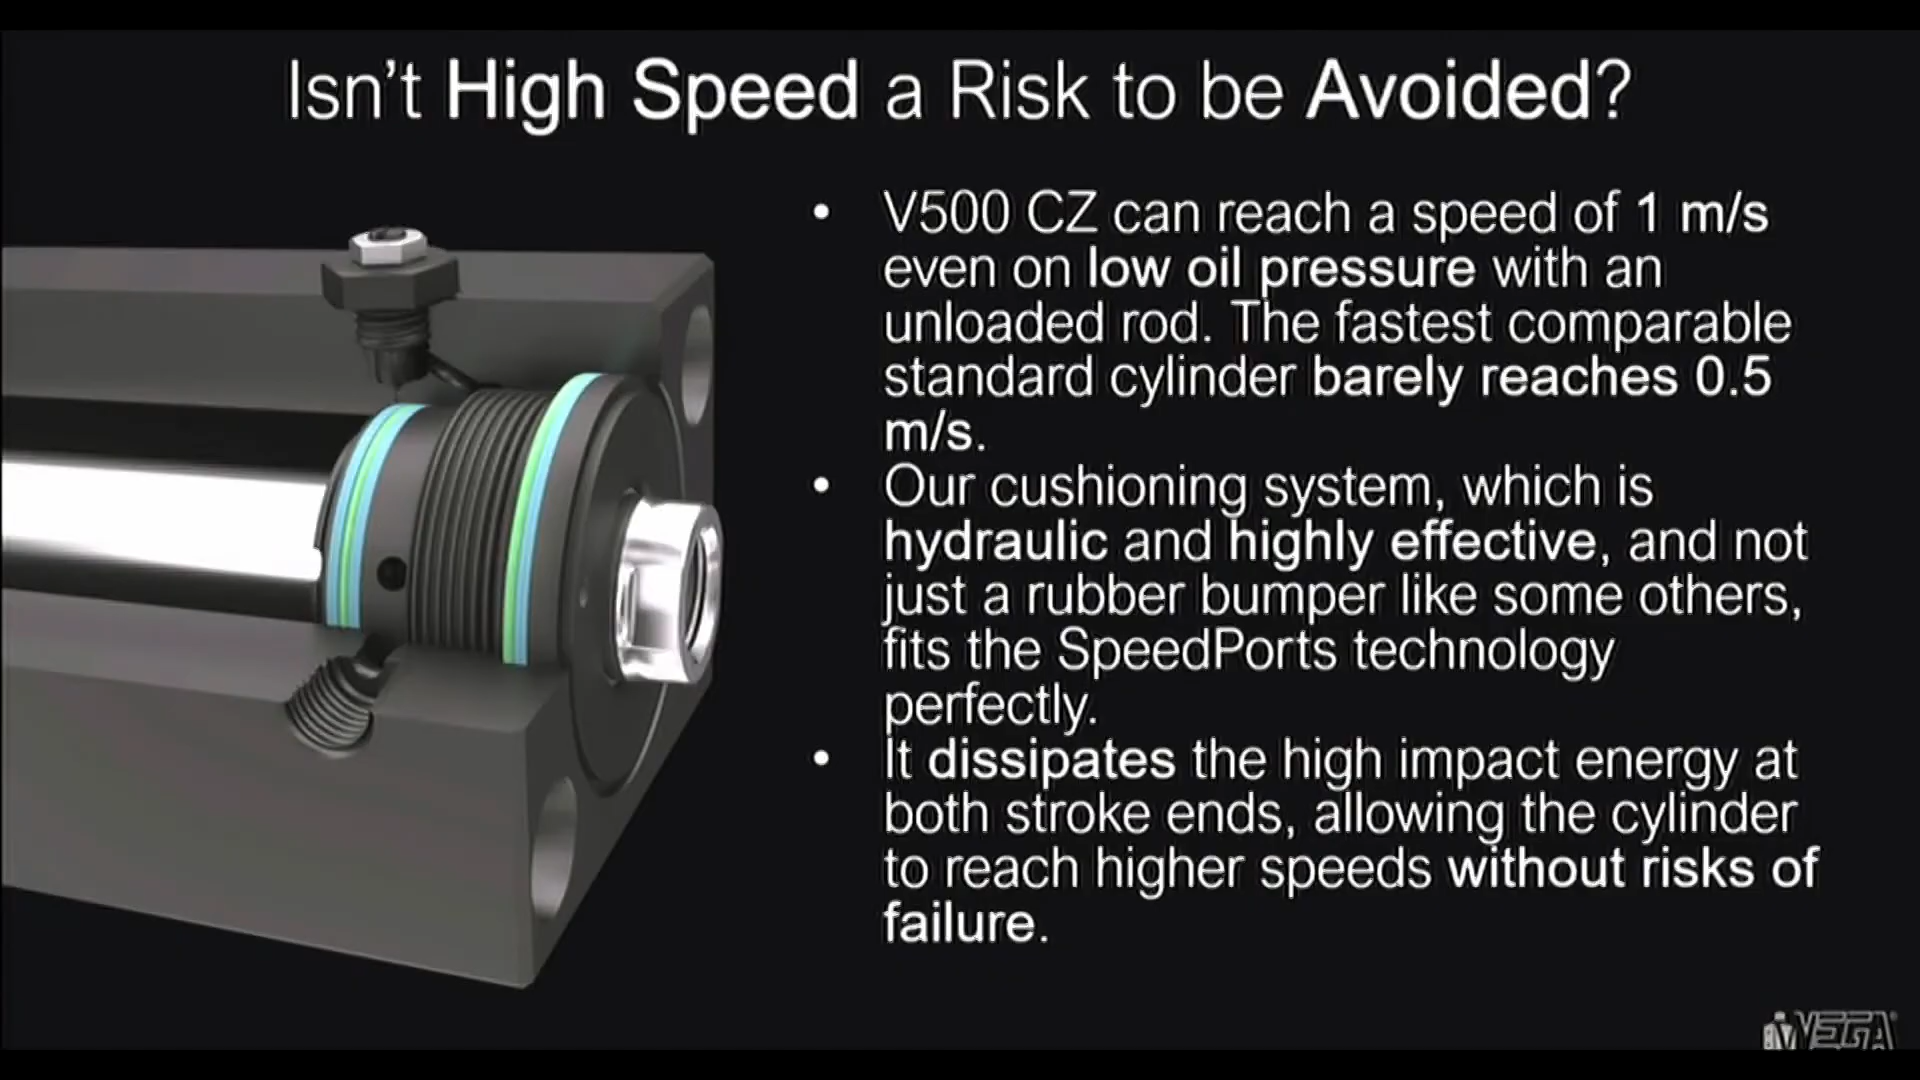 Isn't High Speed a Risk to be Avoided?
• V500 CZ can reach a speed of 1 m/s
even on low oil pressure with an
unloaded rod. The fastest comparable
standard cylinder barely reaches 0.5
m/s.
• Our cushioning system, which is
hydraulic and highly effective, and not
just a rubber bumper like some others,
fits the SpeedPorts technology
perfectly.
• It dissipates the high impact energy at
both stroke ends, allowing the cylinder
to reach higher speeds without risks of
failure.
VEGA